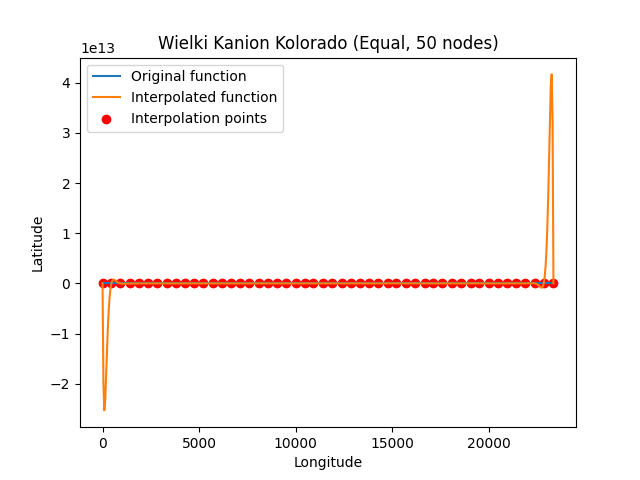 Wielki Kanion Kolorado (Equal, 50 nodes)
1e13
Original function
Interpolated function
Interpolation points
4
3
2
1
0
−1
−2
Latitude
0 5000 10000 15000 20000
Longitude